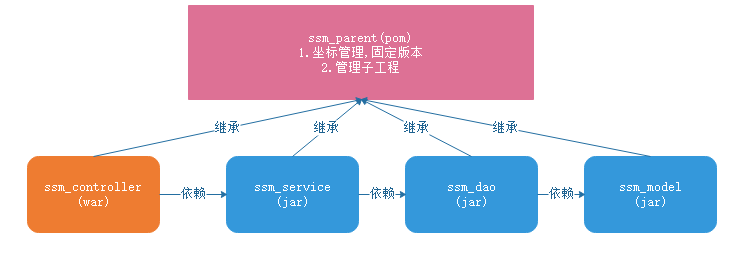 ssm_parent(pom)
1.坐标管理,固定版本
2.管理子工程
继承 继承 继承 继承
ssm_controller
(war)
依赖
ssm_service
(jar)
依赖
ssm_dao
(jar)
依赖
ssm_model
(jar)